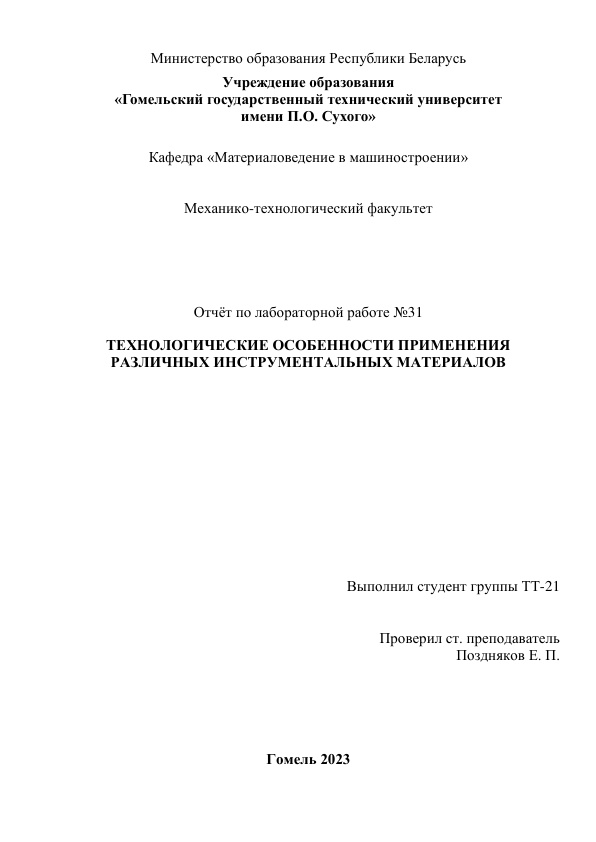 Министерство образования Республики Беларусь
Учреждение образования
«Гомельский государственный технический университет
имени П.О. Сухого»
Кафедра «Материаловедение в машиностроении»
Механико-технологический факультет
Отчёт по лабораторной работе №31
ТЕХНОЛОГИЧЕСКИЕ ОСОБЕННОСТИ ПРИМЕНЕНИЯ
РАЗЛИЧНЫХ ИНСТРУМЕНТАЛЬНЫХ МАТЕРИАЛОВ
Выполнил студент группы ТТ-21
Проверил ст. преподаватель
Поздняков Е. П.
Гомель 2023